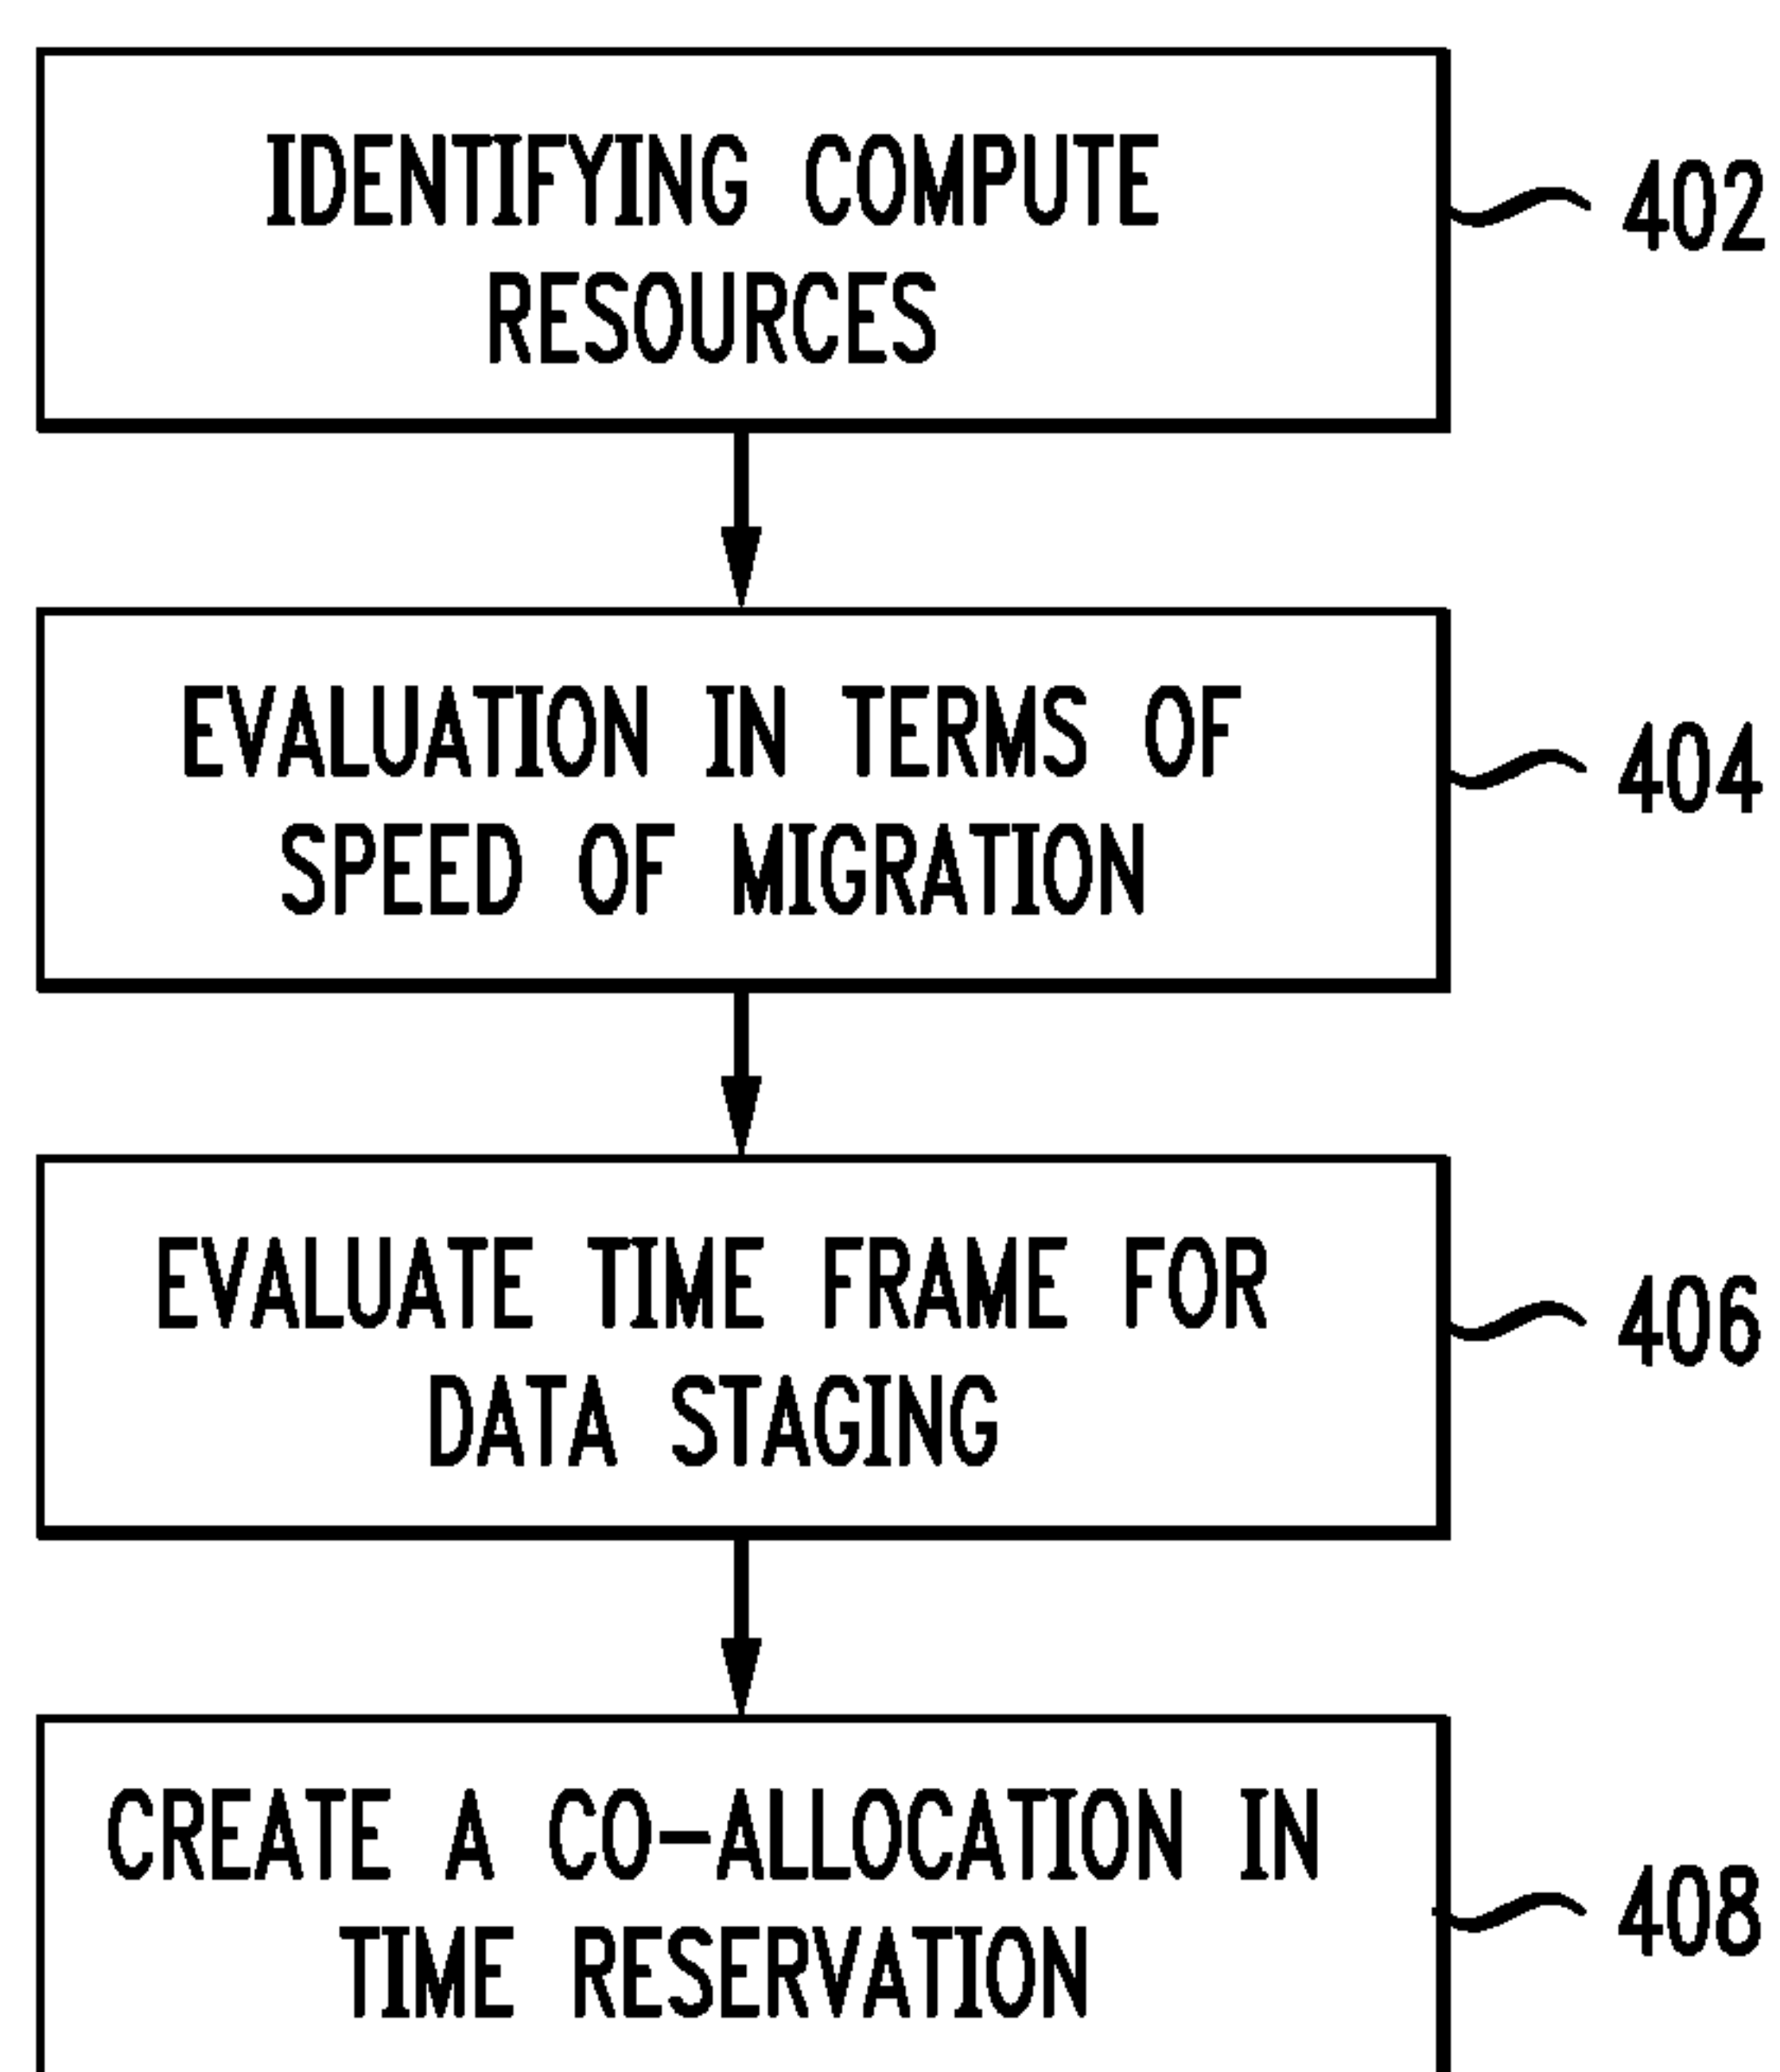 IDENTIFYING COMPUTE
RESOURCES
402
EVALUATION IN TERMS OF
SPEED OF MIGRATION
404
EVALUATE TIME FRAME FOR
DATA STAGING
406
CREATE A CO-ALLOCATION IN
TIME RESERVATION
408